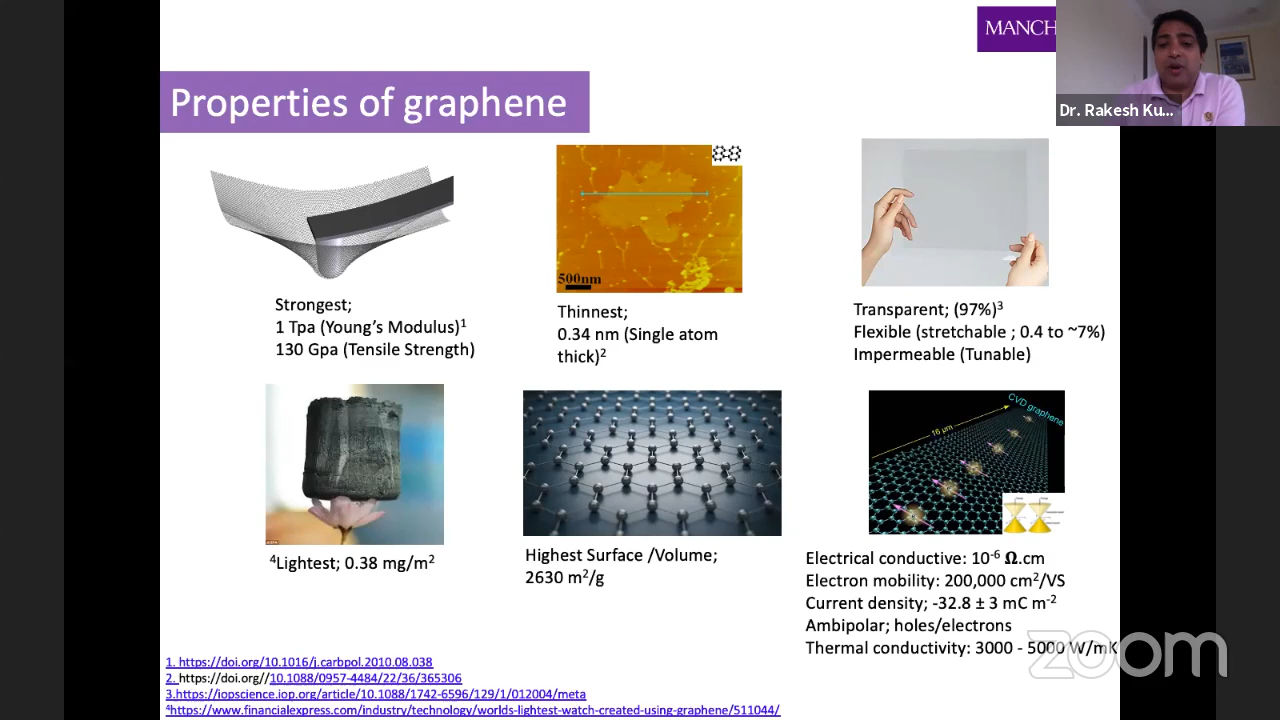 MANCH
Dr. Rakesh Ku...
Properties of graphene
500nm
Strongest;
1 Tpa (Young's Modulus)¹
130 Gpa (Tensile Strength)
Thinnest;
0.34 nm (Single atom
thick)²
Transparent; (97%)³
Flexible (stretchable ; 0.4 to ~7%)
Impermeable (Tunable)
CVD graphene
16 μm
⁴Lightest; 0.38 mg/m²
Highest Surface /Volume;
2630 m²/g
Electrical conductive: 10⁻⁶ Ω.cm
Electron mobility: 200,000 cm²/VS
Current density; -32.8 ± 3 mC m⁻²
Ambipolar; holes/electrons
Thermal conductivity: 3000 - 5000 W/mK
zoom
1. https://doi.org/10.1016/j.carbpol.2010.08.038
2. https://doi.org//10.1088/0957-4484/22/36/365306
3.https://iopscience.iop.org/article/10.1088/1742-6596/129/1/012004/meta
⁴https://www.financialexpress.com/industry/technology/worlds-lightest-watch-created-using-graphene/511044/